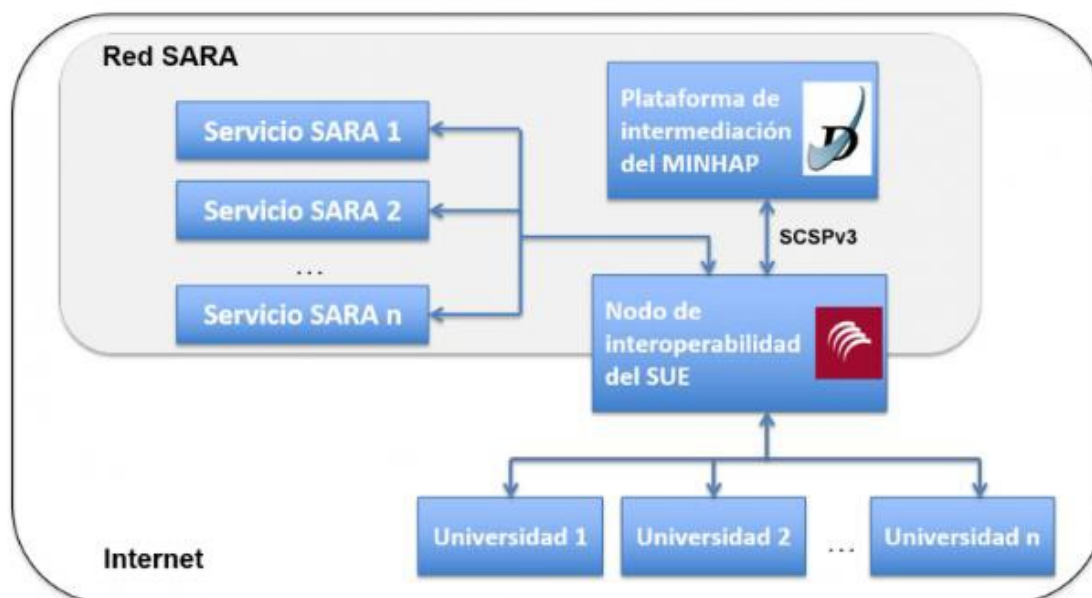 Red SARA
Servicio SARA 1
Servicio SARA 2
...
Servicio SARA n
Plataforma de
intermediación
del MINHAP
D
SCSPv3
Nodo de
interoperabilidad
del SUE
Universidad 1
Universidad 2
...
Universidad n
Internet